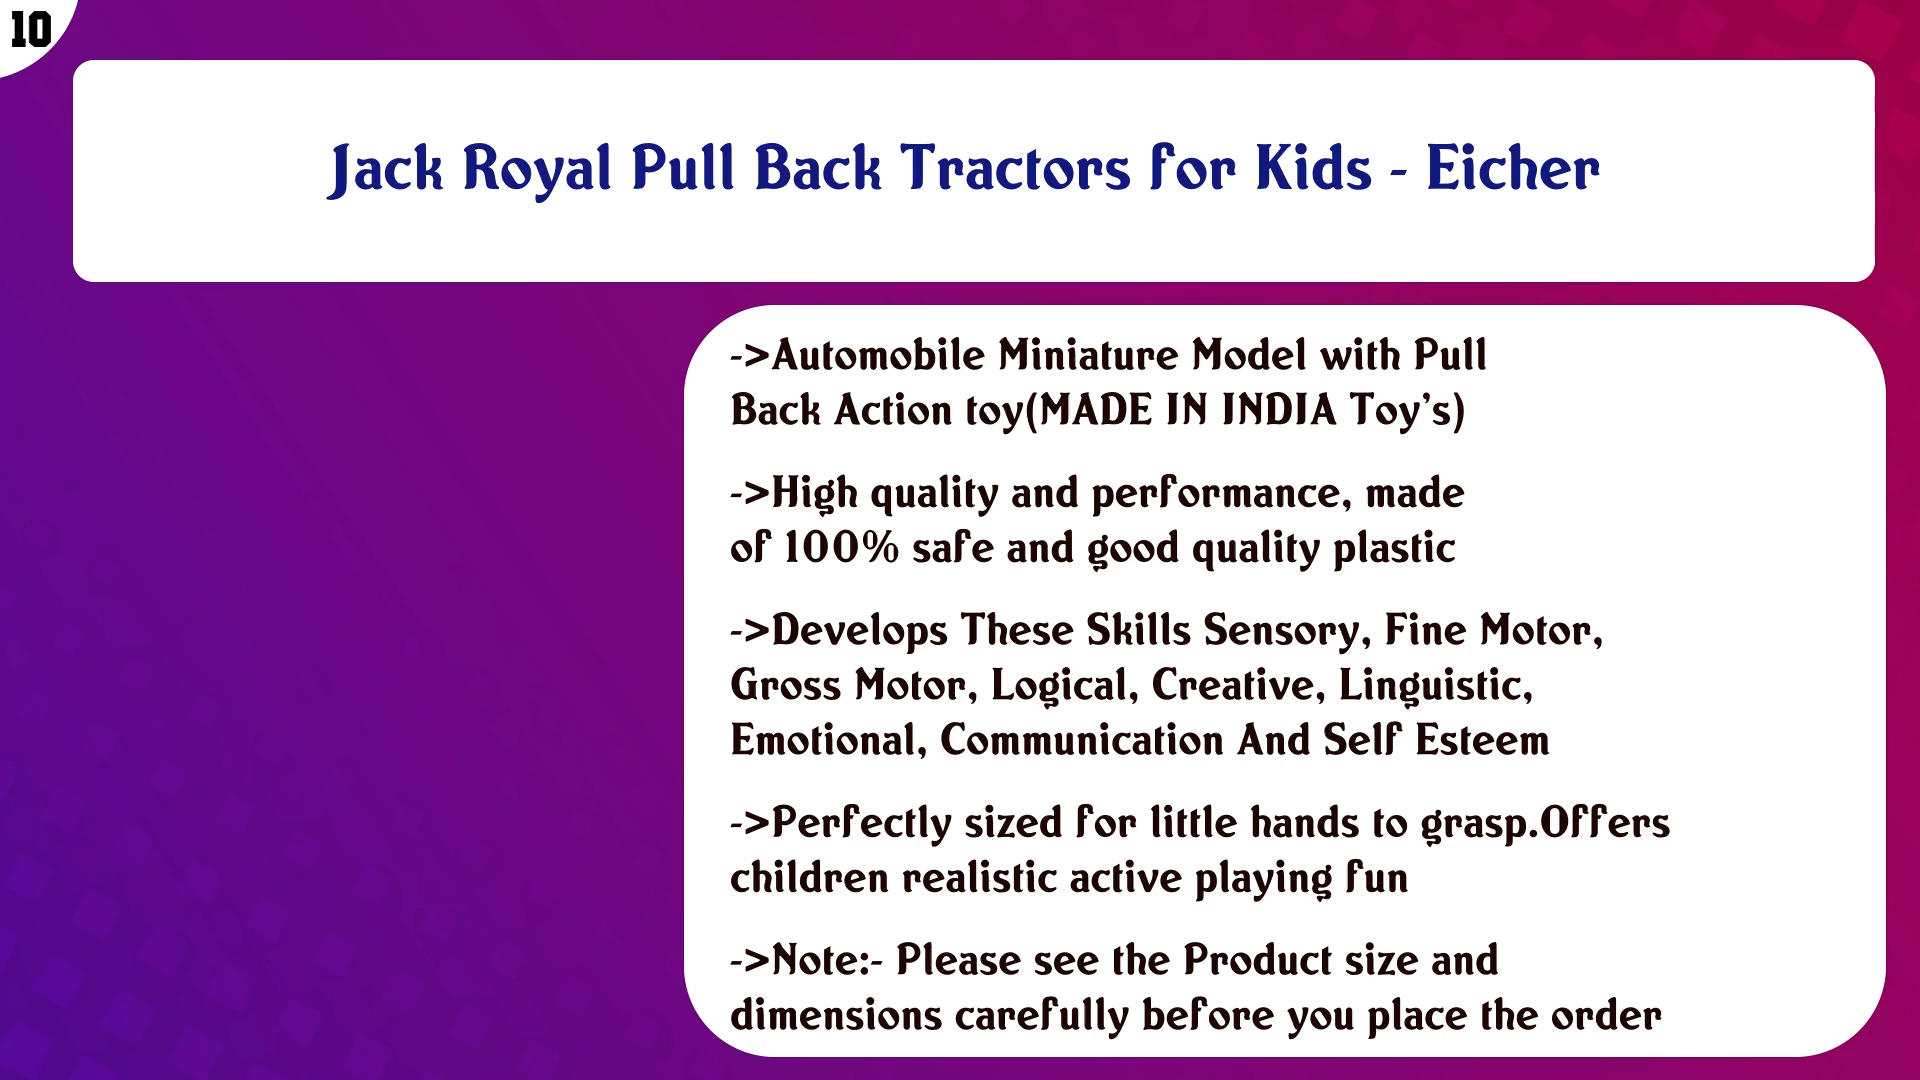 10
Jack Royal Pull Back Tractors for Kids - Eicher
->Automobile Miniature Model with Pull
Back Action toy(MADE IN INDIA Toy's)
->High quality and performance, made
of 100% safe and good quality plastic
->Develops These Skills Sensory, Fine Motor,
Gross Motor, Logical, Creative, Linguistic,
Emotional, Communication And Self Esteem
->Perfectly sized for little hands to grasp.Offers
children realistic active playing fun
->Note:- Please see the Product size and
dimensions carefully before you place the order